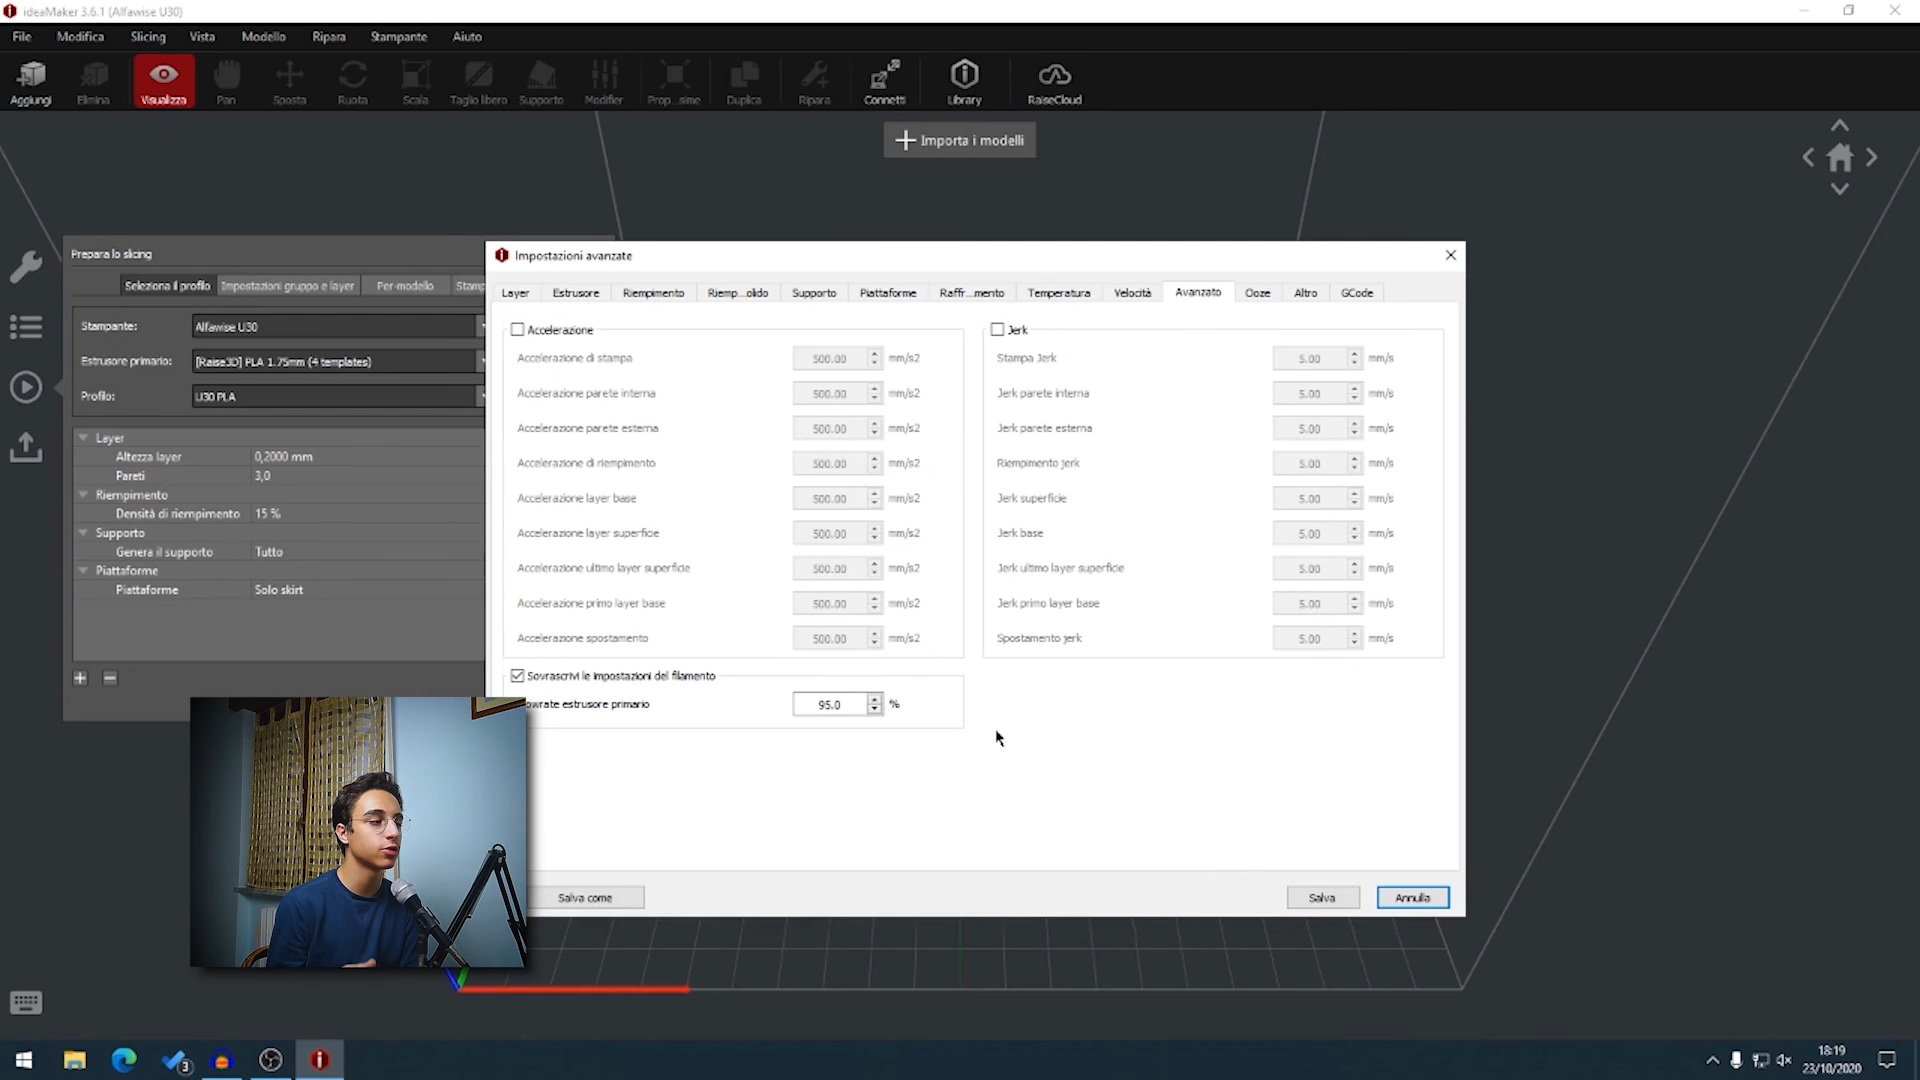 ideaMaker 3.6.1 (Alfawise U30)
File Modifica Slicing Vista Modello Ripara Stampante Aiuto
Aggiungi Elimina Visualizza Pan Sposta Ruota Scala Taglio libero Supporto Modifier Prop...sime Duplica Ripara Connetti Library RaiseCloud
Importa i modelli
Prepara lo slicing
Seleziona il profilo Impostazioni gruppo e layer Per-modello Stamp
Stampante: Alfawise U30
Estrusore primario: [Raise3D] PLA 1.75mm (4 templates)
Profilo: U30 PLA
Layer
Altezza layer 0,2000 mm
Pareti 3,0
Riempimento
Densità di riempimento 15 %
Supporto
Genera il supporto Tutto
Piattaforme
Piattaforme Solo skirt
Impostazioni avanzate
Layer Estrusore Riempimento Riemp...olido Supporto Piattaforme Raffr...mento Temperatura Velocità Avanzato Ooze Altro GCode
Accelerazione
Accelerazione di stampa 500.00 mm/s2
Accelerazione parete interna 500.00 mm/s2
Accelerazione parete esterna 500.00 mm/s2
Accelerazione di riempimento 500.00 mm/s2
Accelerazione layer base 500.00 mm/s2
Accelerazione layer superfice 500.00 mm/s2
Accelerazione ultimo layer superfice 500.00 mm/s2
Accelerazione primo layer base 500.00 mm/s2
Accelerazione spostamento 500.00 mm/s2
Jerk
Stampa Jerk 5.00 mm/s
Jerk parete interna 5.00 mm/s
Jerk parete esterna 5.00 mm/s
Riempimento jerk 5.00 mm/s
Jerk superficie 5.00 mm/s
Jerk base 5.00 mm/s
Jerk ultimo layer superficie 5.00 mm/s
Jerk primo layer base 5.00 mm/s
Spostamento jerk 5.00 mm/s
Sovrascrivi le impostazioni del filamento
owrate estrusore primario 95.0 %
Salva come Salva Annulla
3
18:19
23/10/2020